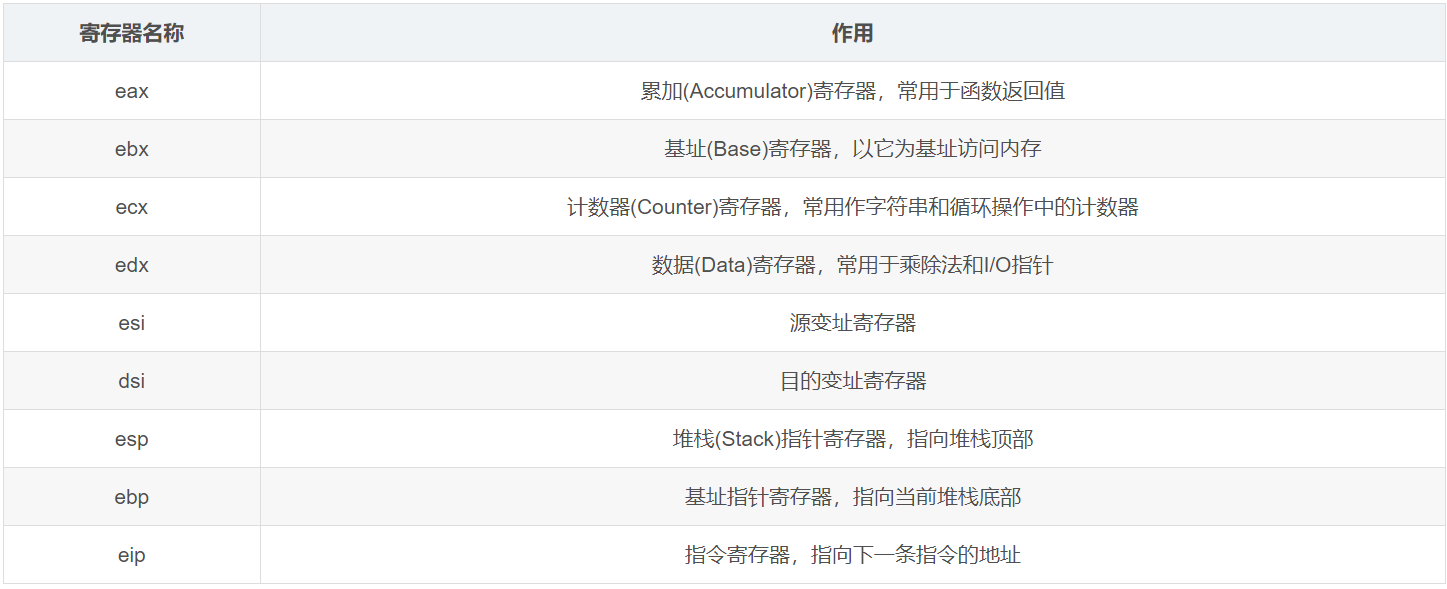 寄存器名称 作用
eax 累加(Accumulator)寄存器，常用于函数返回值
ebx 基址(Base)寄存器，以它为基址访问内存
ecx 计数器(Counter)寄存器，常用作字符串和循环操作中的计数器
edx 数据(Data)寄存器，常用于乘除法和I/O指针
esi 源变址寄存器
dsi 目的变址寄存器
esp 堆栈(Stack)指针寄存器，指向堆栈顶部
ebp 基址指针寄存器，指向当前堆栈底部
eip 指令寄存器，指向下一条指令的地址